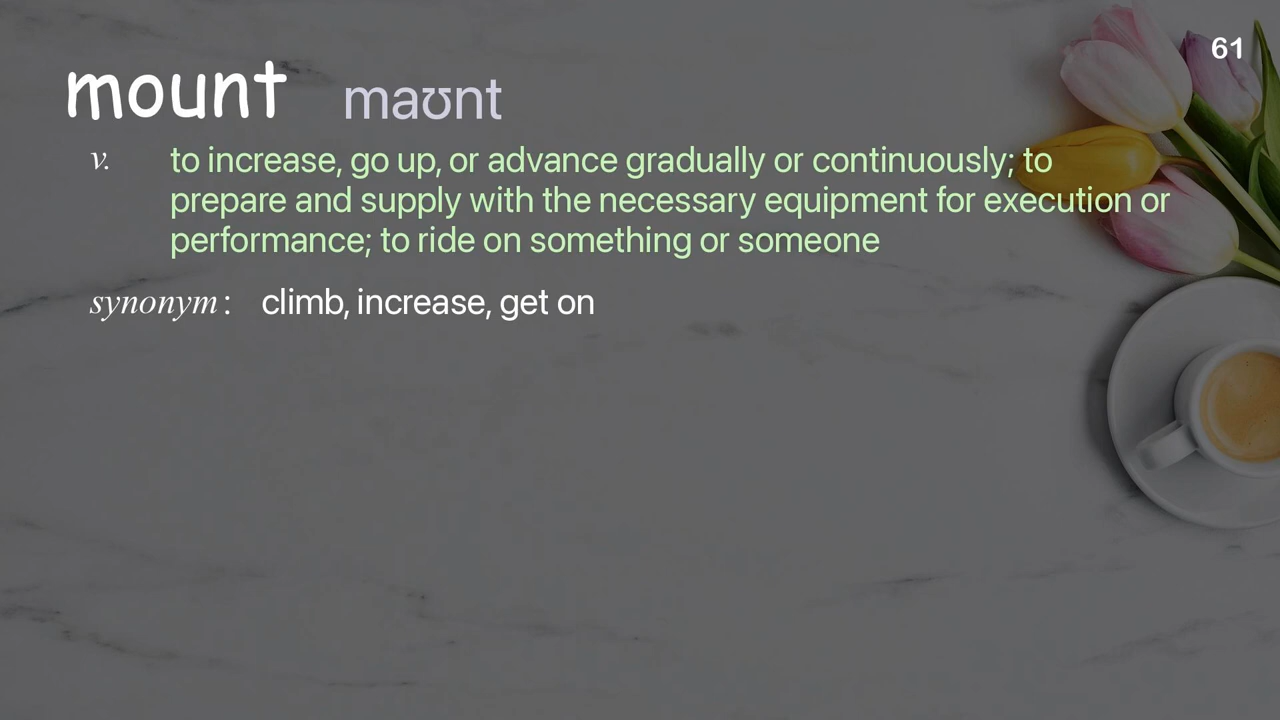 61
mount maʊnt
v. to increase, go up, or advance gradually or continuously; to
prepare and supply with the necessary equipment for execution or
performance; to ride on something or someone
synonym : climb, increase, get on